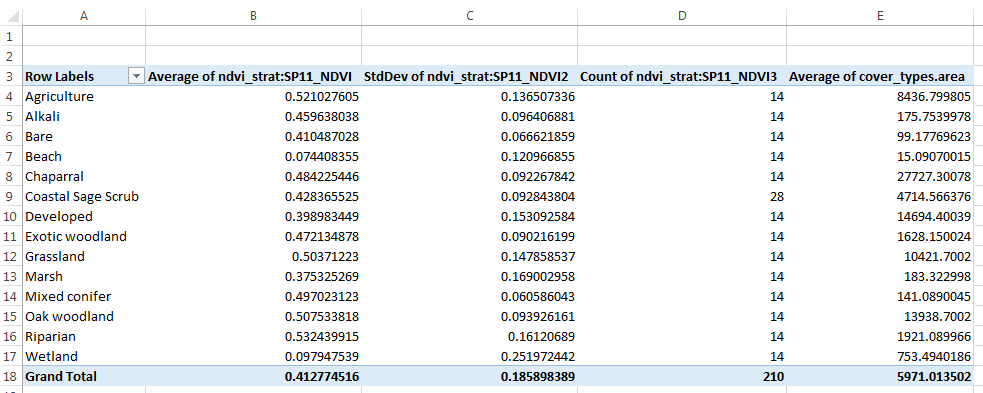 A B C D E
1
2
3 Row Labels Average of ndvi_strat:SP11_NDVI StdDev of ndvi_strat:SP11_NDVI2 Count of ndvi_strat:SP11_NDVI3 Average of cover_types.area
4 Agriculture 0.521027605 0.136507336 14 8436.799805
5 Alkali 0.459638038 0.096406881 14 175.7539978
6 Bare 0.410487028 0.066621859 14 99.17769623
7 Beach 0.074408355 0.120966855 14 15.09070015
8 Chaparral 0.484225446 0.092267842 14 27727.30078
9 Coastal Sage Scrub 0.428365525 0.092843804 28 4714.566376
10 Developed 0.398983449 0.153092584 14 14694.40039
11 Exotic woodland 0.472134878 0.090216199 14 1628.150024
12 Grassland 0.50371223 0.147858537 14 10421.7002
13 Marsh 0.375325269 0.169002958 14 183.322998
14 Mixed conifer 0.497023123 0.060586043 14 141.0890045
15 Oak woodland 0.507533818 0.093926161 14 13938.7002
16 Riparian 0.532439915 0.16120689 14 1921.089966
17 Wetland 0.097947539 0.251972442 14 753.4940186
18 Grand Total 0.412774516 0.185898389 210 5971.013502